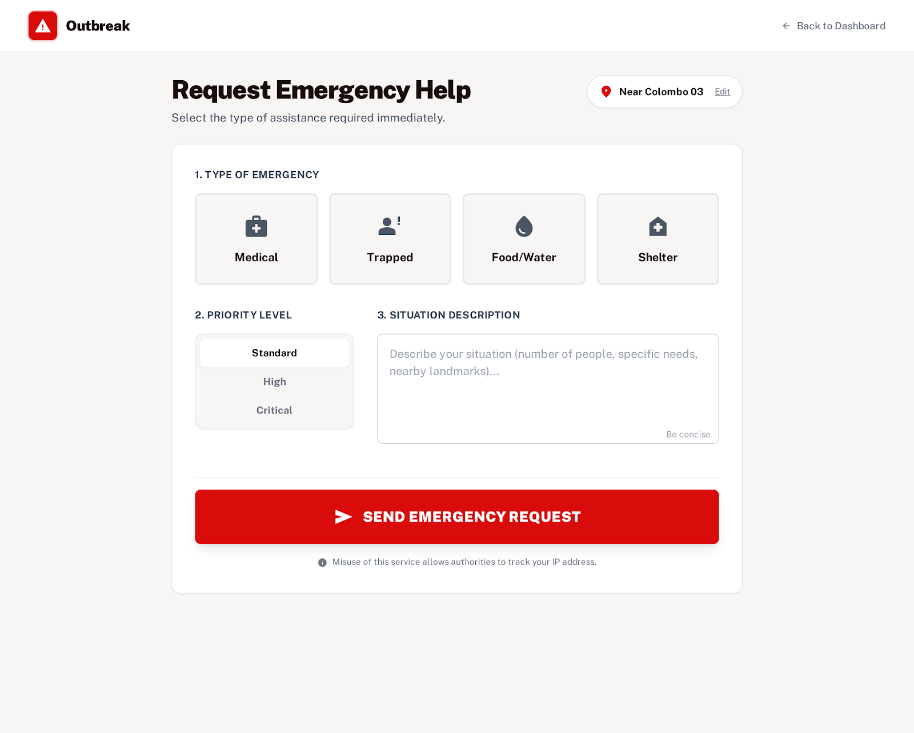 Outbreak
Back to Dashboard
Request Emergency Help
Near Colombo 03 Edit
Select the type of assistance required immediately.
1. TYPE OF EMERGENCY
Medical
Trapped
Food/Water
Shelter
2. PRIORITY LEVEL
Standard
High
Critical
3. SITUATION DESCRIPTION
Describe your situation (number of people, specific needs,
nearby landmarks)...
Be concise
SEND EMERGENCY REQUEST
Misuse of this service allows authorities to track your IP address.